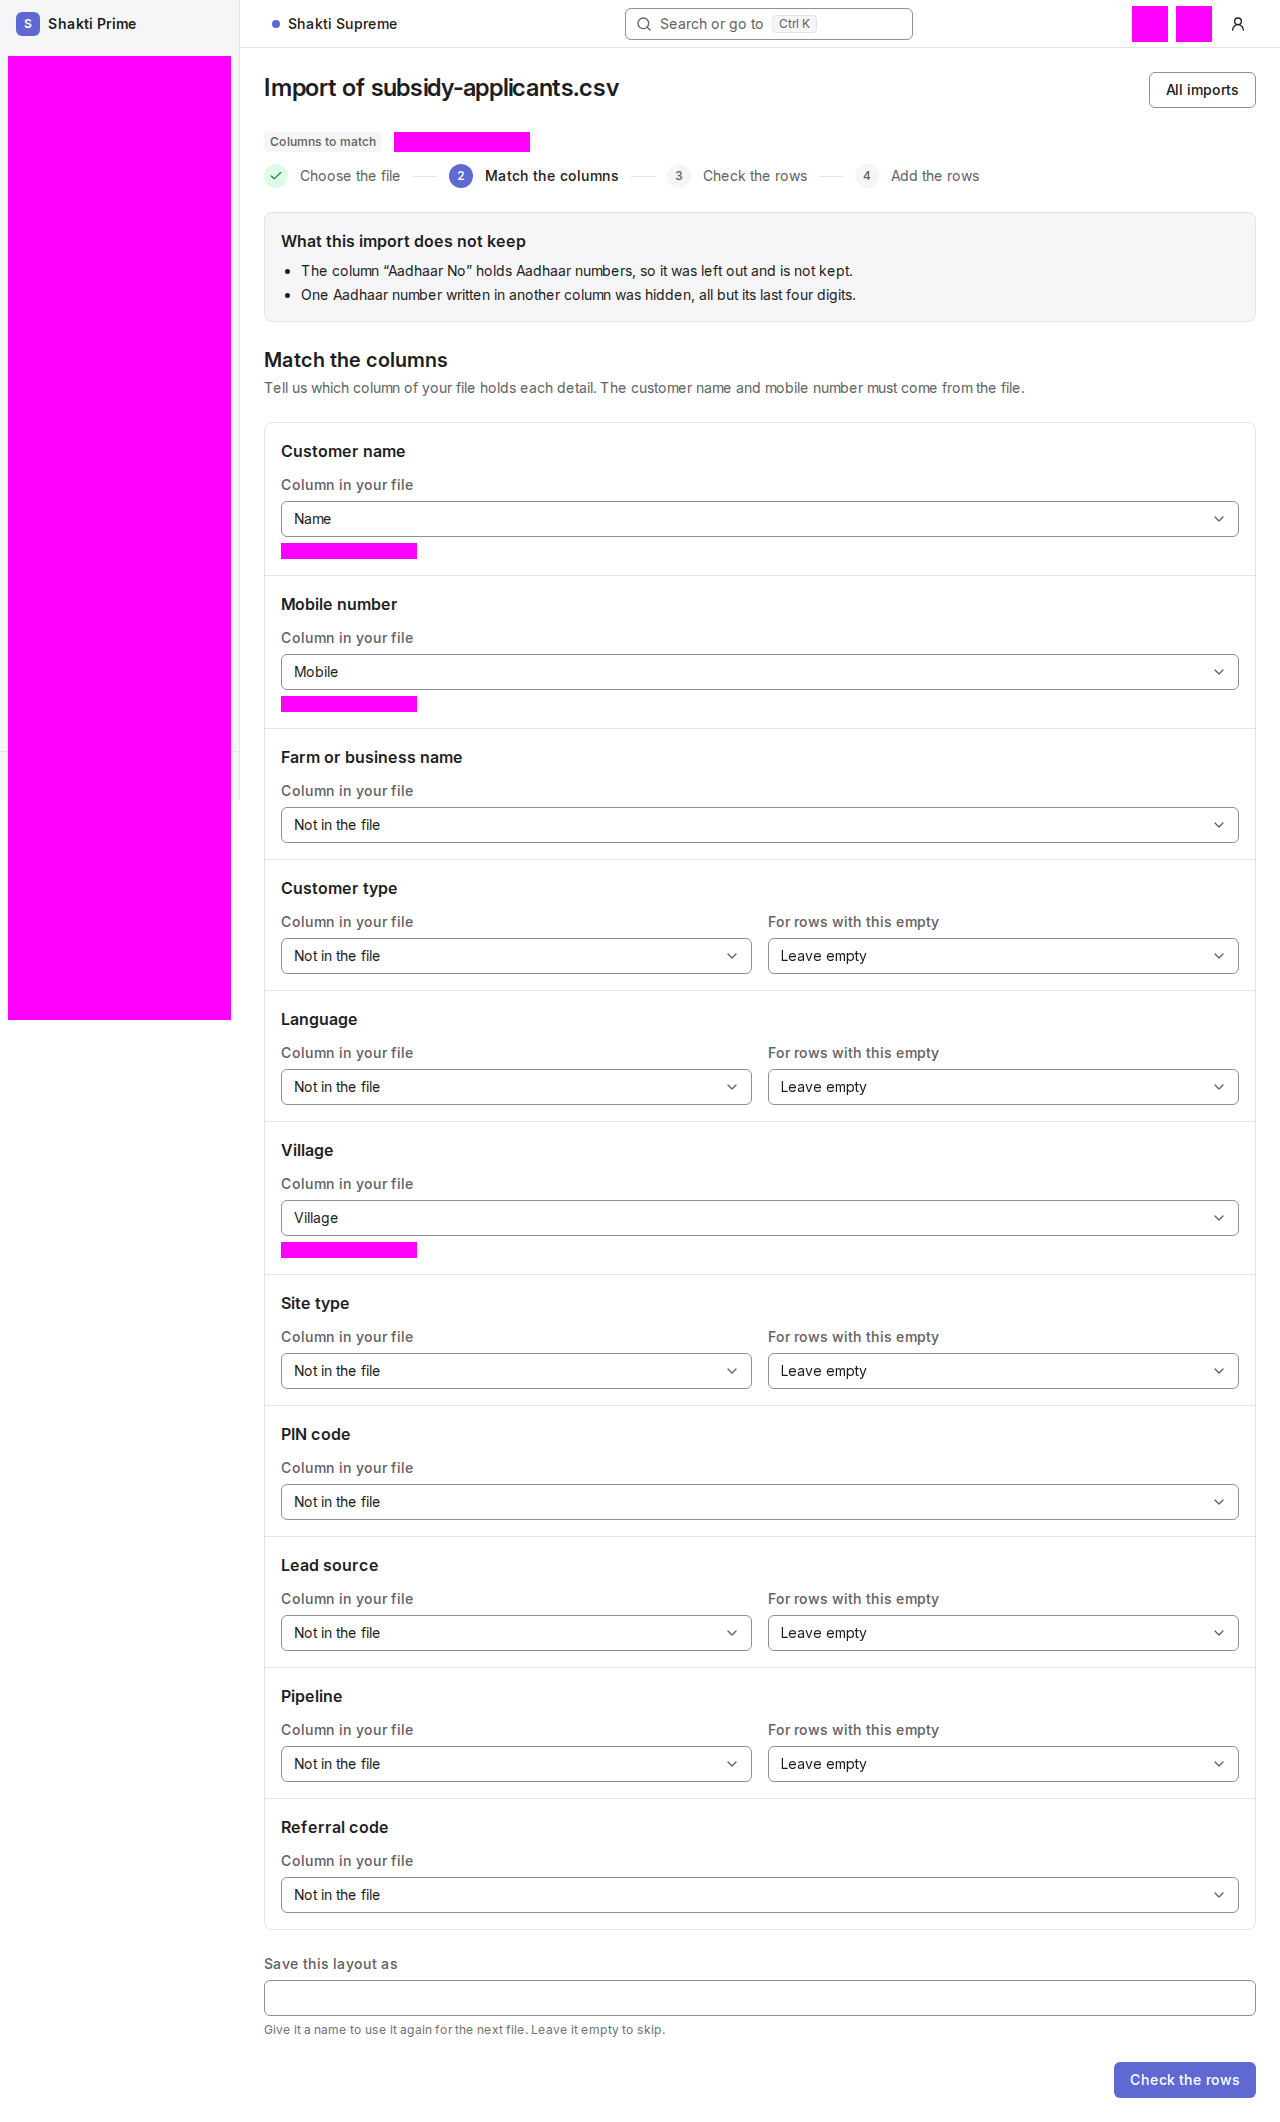 S Shakti Prime
Shakti Supreme
Search or go to Ctrl K
Import of subsidy-applicants.csv
All imports
Columns to match
Choose the file
2 Match the columns
3 Check the rows
4 Add the rows
What this import does not keep
The column “Aadhaar No” holds Aadhaar numbers, so it was left out and is not kept.
One Aadhaar number written in another column was hidden, all but its last four digits.
Match the columns
Tell us which column of your file holds each detail. The customer name and mobile number must come from the file.
Customer name
Column in your file
Name
Mobile number
Column in your file
Mobile
Farm or business name
Column in your file
Not in the file
Customer type
Column in your file For rows with this empty
Not in the file Leave empty
Language
Column in your file For rows with this empty
Not in the file Leave empty
Village
Column in your file
Village
Site type
Column in your file For rows with this empty
Not in the file Leave empty
PIN code
Column in your file
Not in the file
Lead source
Column in your file For rows with this empty
Not in the file Leave empty
Pipeline
Column in your file For rows with this empty
Not in the file Leave empty
Referral code
Column in your file
Not in the file
Save this layout as
Give it a name to use it again for the next file. Leave it empty to skip.
Check the rows